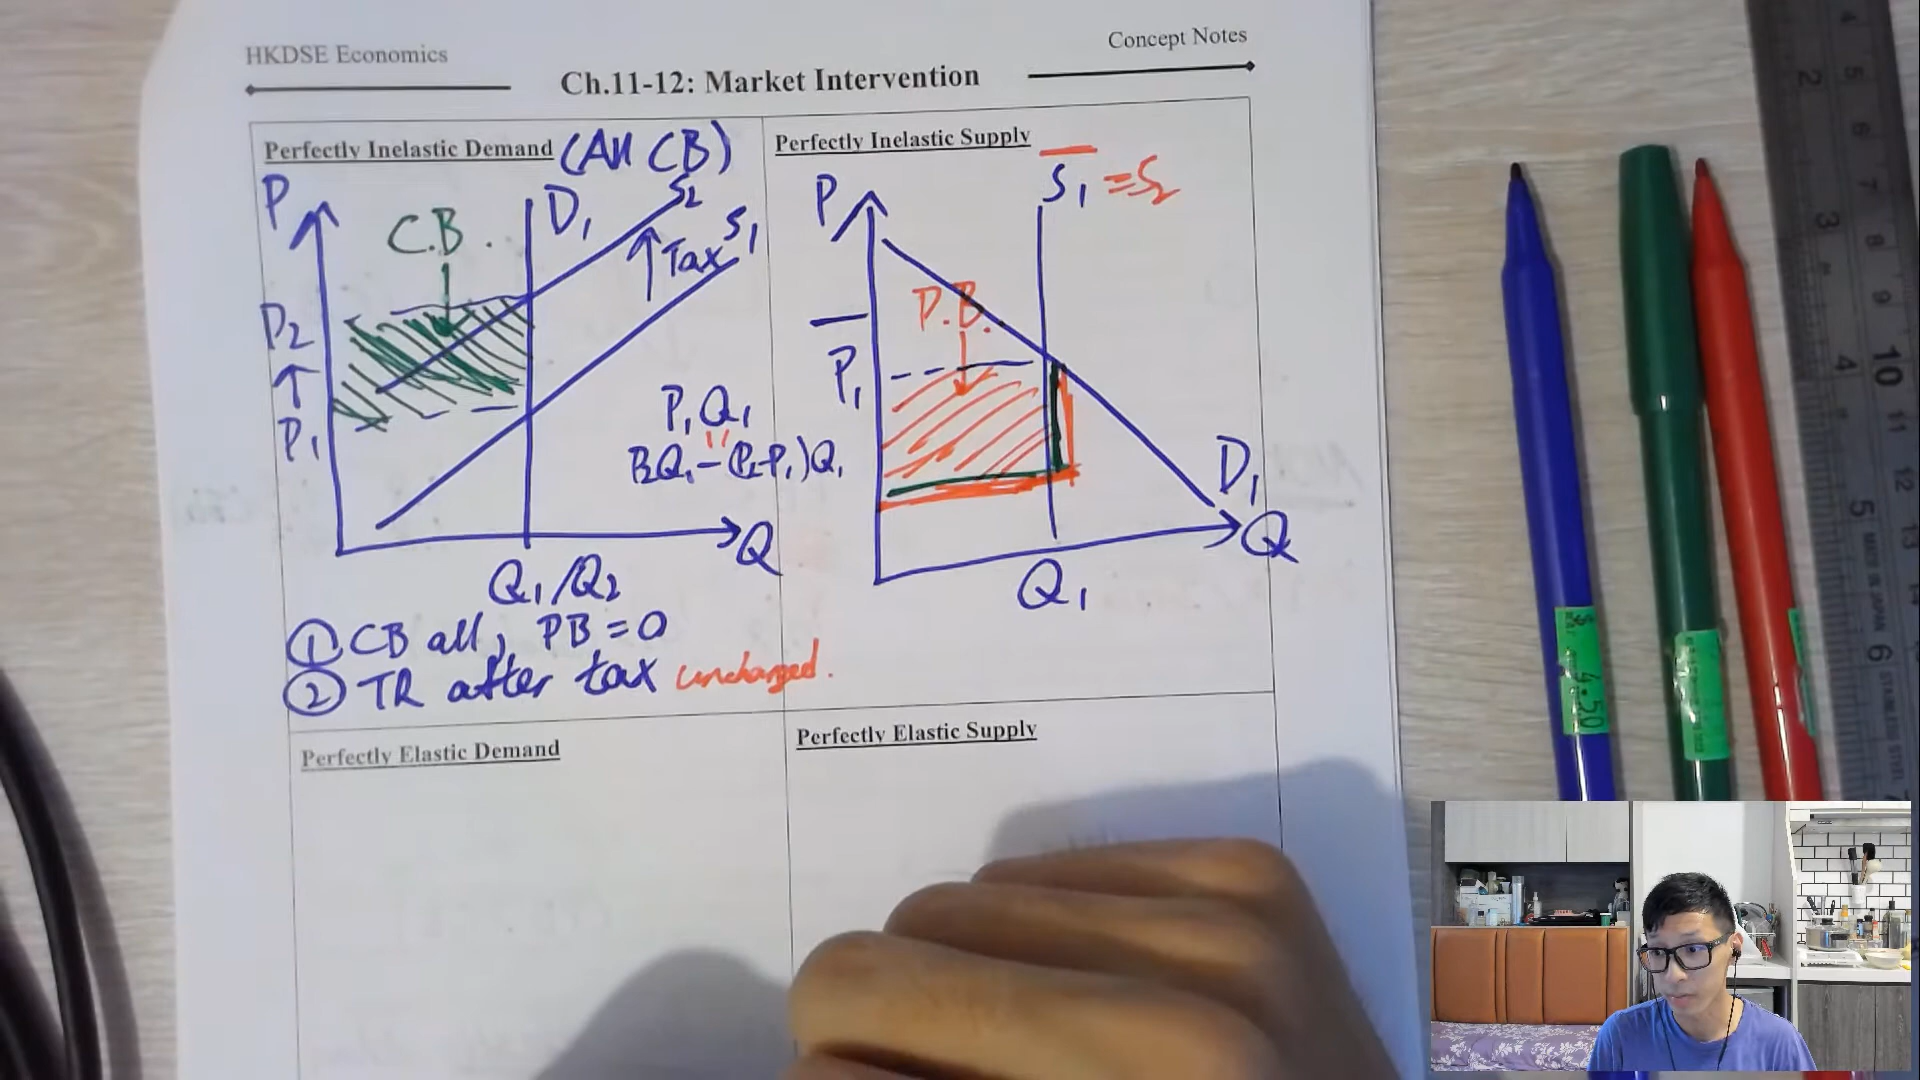 HKDSE Economics
Concept Notes
Ch.11-12: Market Intervention
Perfectly Inelastic Demand (All CB)
P
C.B.
D1
S2
Tax
S1
P2
↑
P1
P1Q1
"
P2Q1-(P2-P1)Q1
Q
Q1/Q2
① CB all, PB = 0
② TR after tax unchanged.
Perfectly Inelastic Supply
S1 = S2
P
P.B.
P1
D1
Q
Q1
Perfectly Elastic Demand
Perfectly Elastic Supply
4.50